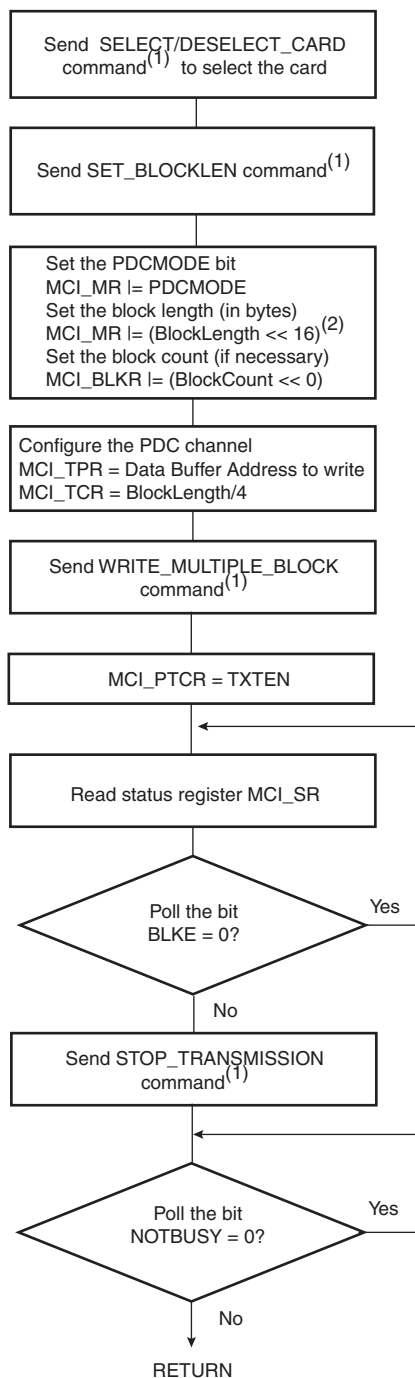 Send SELECT/DESELECT_CARD
command(1) to select the card
Send SET_BLOCKLEN command(1)
Set the PDCMODE bit
MCI_MR |= PDCMODE
Set the block length (in bytes)
MCI_MR |= (BlockLength << 16)(2)
Set the block count (if necessary)
MCI_BLKR |= (BlockCount << 0)
Configure the PDC channel
MCI_TPR = Data Buffer Address to write
MCI_TCR = BlockLength/4
Send WRITE_MULTIPLE_BLOCK
command(1)
MCI_PTCR = TXTEN
Read status register MCI_SR
Poll the bit
BLKE = 0?
Yes
No
Send STOP_TRANSMISSION
command(1)
Poll the bit
NOTBUSY = 0?
Yes
No
RETURN